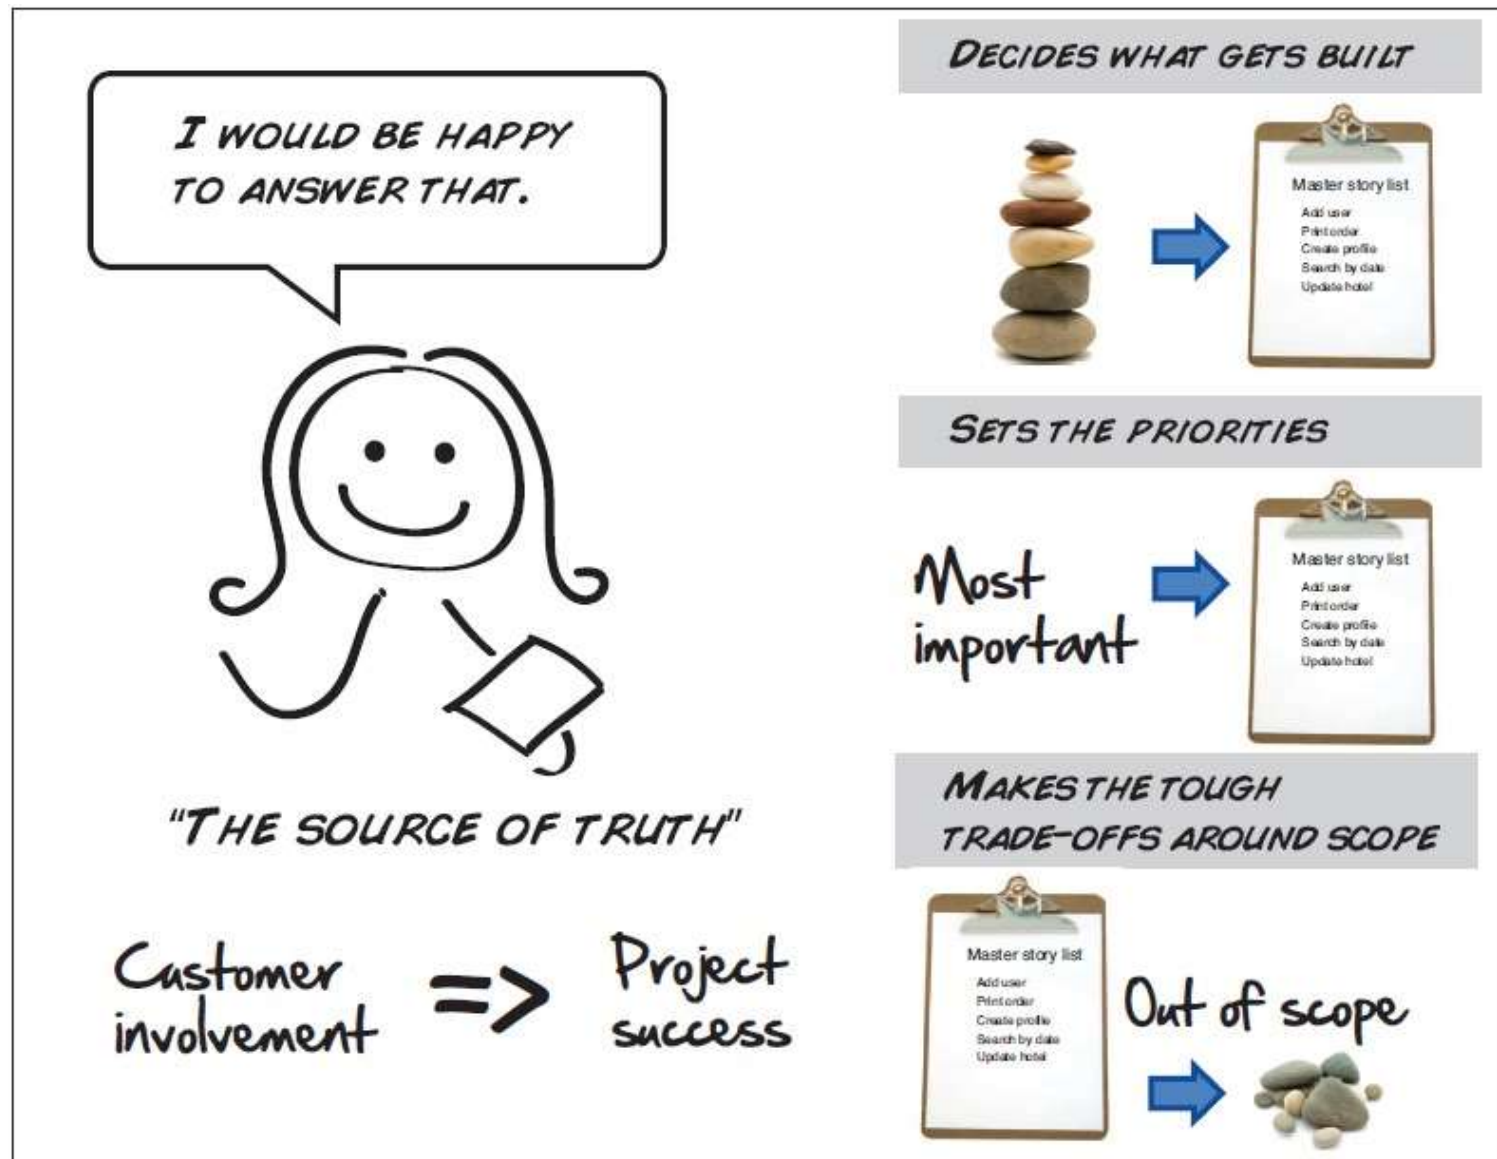 I WOULD BE HAPPY
TO ANSWER THAT.
"THE SOURCE OF TRUTH"
Customer
involvement
=>
Project
success
DECIDES WHAT GETS BUILT
Master story list
Add user
Print order
Create profile
Search by date
Update hotel
SETS THE PRIORITIES
Most
important
Master story list
Add user
Print order
Create profile
Search by date
Update hotel
MAKES THE TOUGH
TRADE-OFFS AROUND SCOPE
Master story list
Add user
Print order
Create profile
Search by date
Update hotel
Out of scope